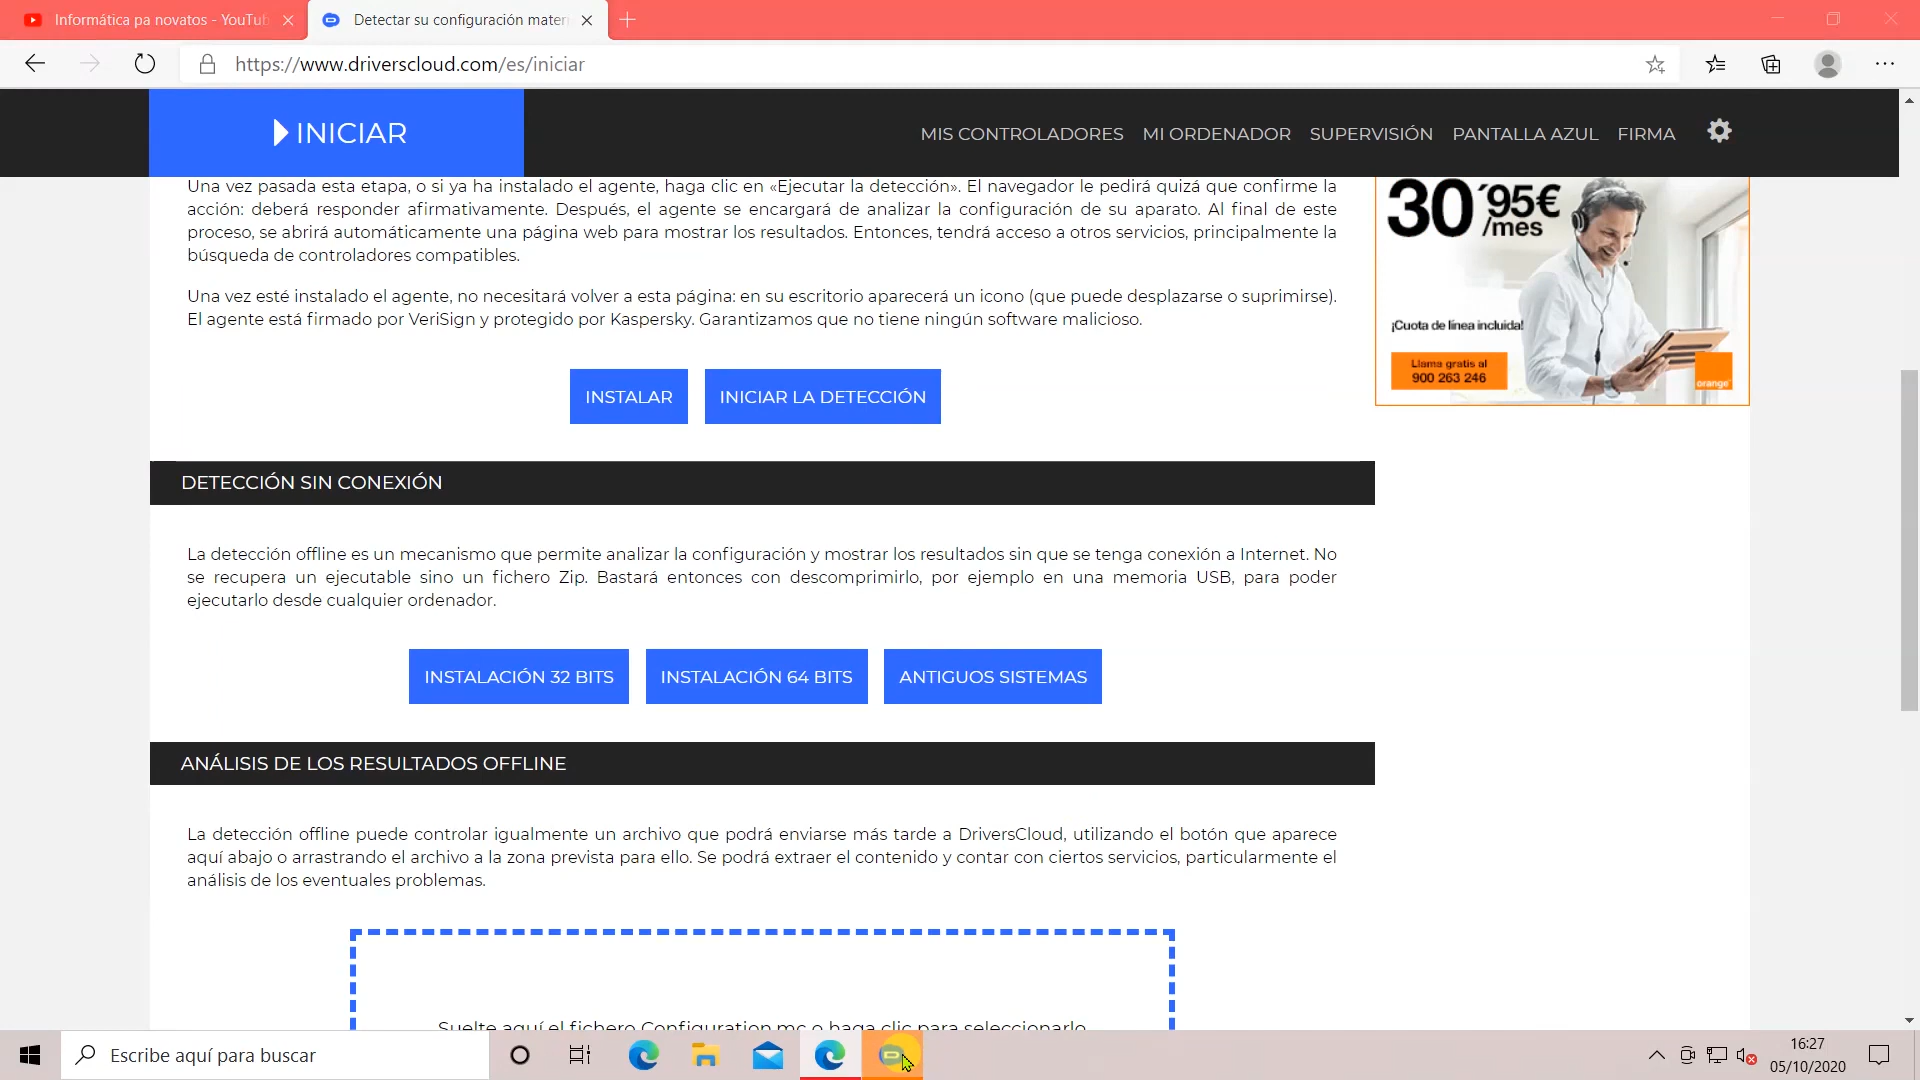 Informática pa novatos - YouTub
Detectar su configuración mater
https://www.driverscloud.com/es/iniciar
INICIAR
MIS CONTROLADORES MI ORDENADOR SUPERVISIÓN PANTALLA AZUL FIRMA
Una vez pasada esta etapa, o si ya ha instalado el agente, haga clic en «Ejecutar la detección». El navegador le pedirá quizá que confirme la
acción: deberá responder afirmativamente. Después, el agente se encargará de analizar la configuración de su aparato. Al final de este
proceso, se abrirá automáticamente una página web para mostrar los resultados. Entonces, tendrá acceso a otros servicios, principalmente la
búsqueda de controladores compatibles.
Una vez esté instalado el agente, no necesitará volver a esta página: en su escritorio aparecerá un icono (que puede desplazarse o suprimirse).
El agente está firmado por VeriSign y protegido por Kaspersky. Garantizamos que no tiene ningún software malicioso.
INSTALAR INICIAR LA DETECCIÓN
30'95€
/mes
¡Cuota de línea incluida!
Llama gratis al
900 263 246
orange
DETECCIÓN SIN CONEXIÓN
La detección offline es un mecanismo que permite analizar la configuración y mostrar los resultados sin que se tenga conexión a Internet. No
se recupera un ejecutable sino un fichero Zip. Bastará entonces con descomprimirlo, por ejemplo en una memoria USB, para poder
ejecutarlo desde cualquier ordenador.
INSTALACIÓN 32 BITS INSTALACIÓN 64 BITS ANTIGUOS SISTEMAS
ANÁLISIS DE LOS RESULTADOS OFFLINE
La detección offline puede controlar igualmente un archivo que podrá enviarse más tarde a DriversCloud, utilizando el botón que aparece
aquí abajo o arrastrando el archivo a la zona prevista para ello. Se podrá extraer el contenido y contar con ciertos servicios, particularmente el
análisis de los eventuales problemas.
Suelte aquí el fichero Configuration.mc o haga clic para seleccionarlo
Escribe aquí para buscar
16:27
05/10/2020